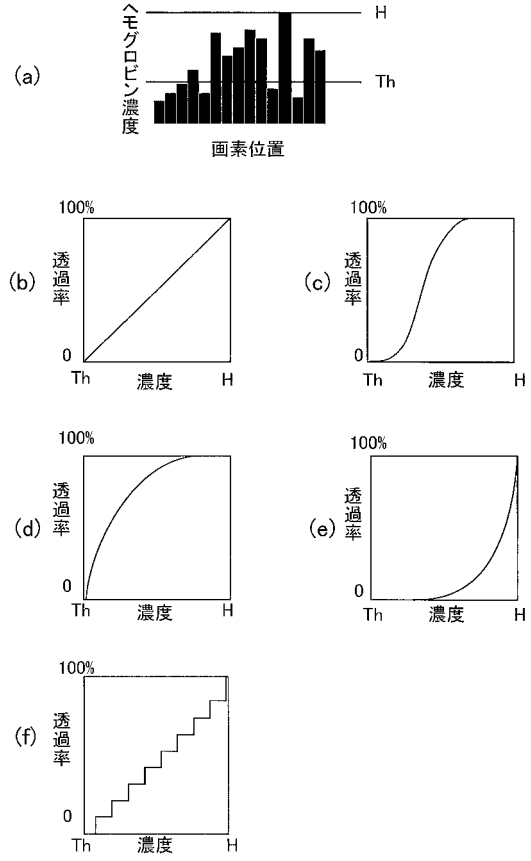 (a)
ヘモグロビン濃度
H
Th
画素位置
(b)
100%
透過率
0
Th
濃度
H
(c)
100%
透過率
0
Th
濃度
H
(d)
100%
透過率
0
Th
濃度
H
(e)
100%
透過率
0
Th
濃度
H
(f)
100%
透過率
0
Th
濃度
H